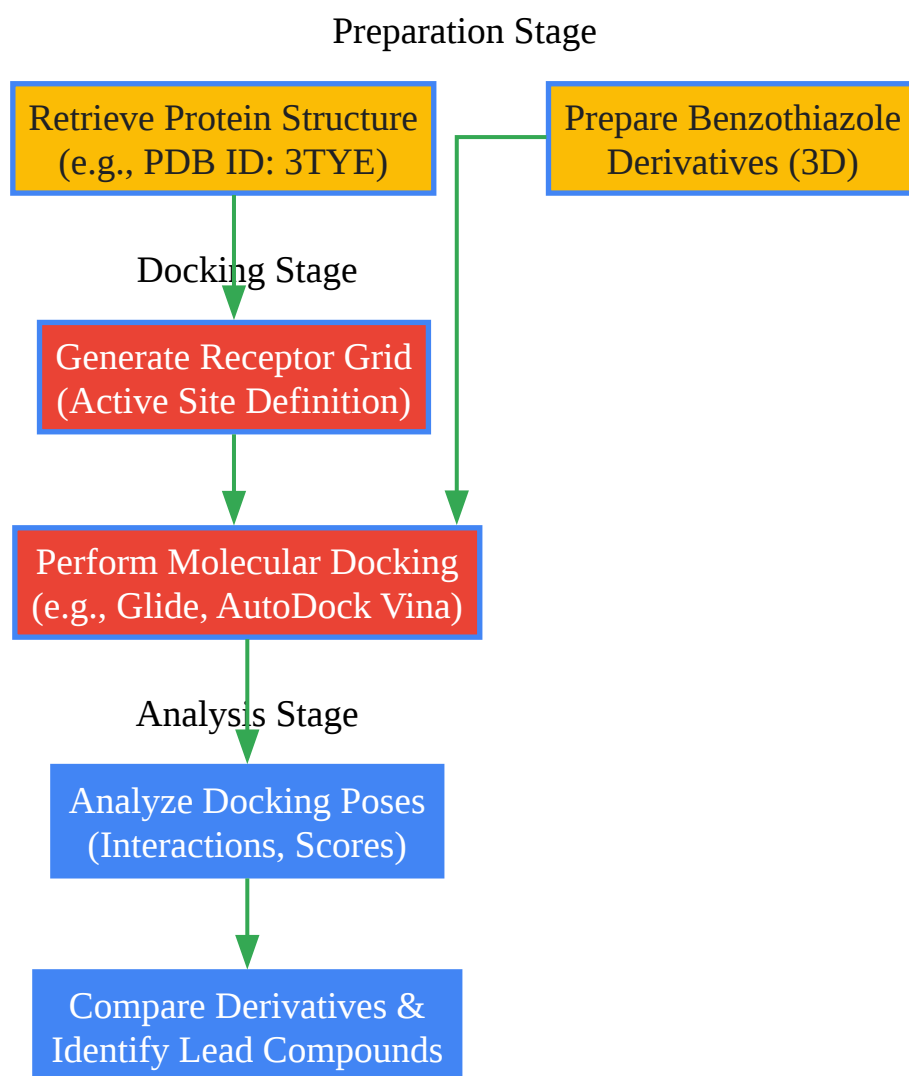 Preparation Stage
Retrieve Protein Structure
(e.g., PDB ID: 3TYE)
Prepare Benzothiazole
Derivatives (3D)
Docking Stage
Generate Receptor Grid
(Active Site Definition)
Perform Molecular Docking
(e.g., Glide, AutoDock Vina)
Analysis Stage
Analyze Docking Poses
(Interactions, Scores)
Compare Derivatives &
Identify Lead Compounds